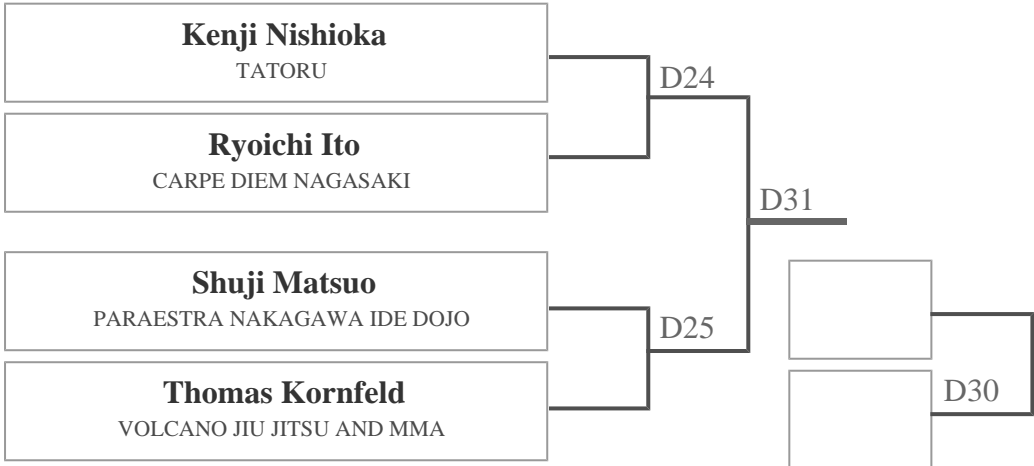 Kenji Nishioka
TATORU
D24
Ryoichi Ito
CARPE DIEM NAGASAKI
D31
Shuji Matsuo
PARAESTRA NAKAGAWA IDE DOJO
D25
Thomas Kornfeld
VOLCANO JIU JITSU AND MMA
D30